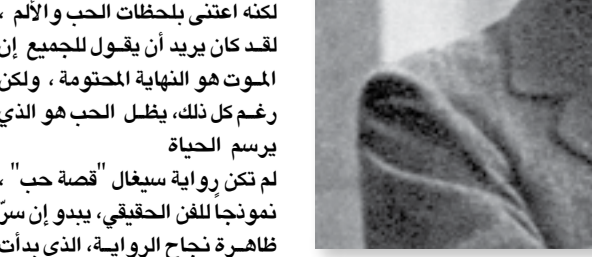 لكنه اعتنى بلحظات الحب والألم ،
لقد كان يريد أن يقول للجميع إن
الموت هو النهاية المحتومة ، ولكن
رغم كل ذلك، يظل الحب هو الذي
يرسم الحياة
لم تكن رواية سيغال "قصة حب" ،
نموذجاً للفن الحقيقي، يبدو إن سرّ
ظاهرة نجاح الرواية، الذي بدأت